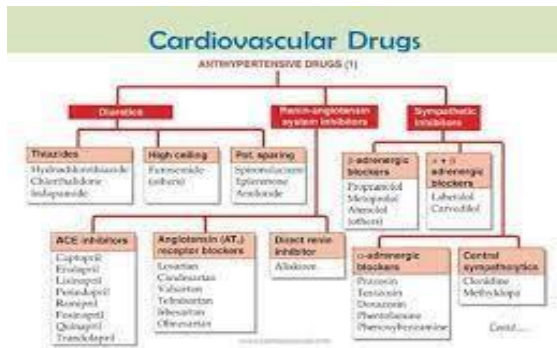 Cardiovascular Drugs
ANTIHYPERTENSIVE DRUGS (1)
Diuretics
Renin-angiotensin
system inhibitors
Sympathetic
inhibitors
Thiazides
Hydrochlorothiazide
Chlorthalidone
Indapamide
High ceiling
Furosemide
(others)
Pot. sparing
Spironolactone
Eplerenone
Amiloride
β-adrenergic
blockers
Propranolol
Metoprolol
Atenolol
(others)
α + β
adrenergic
blockers
Labetalol
Carvedilol
ACE inhibitors
Captopril
Enalapril
Lisinopril
Perindopril
Ramipril
Fosinopril
Quinapril
Trandolapril
Angiotensin (AT₁)
receptor blockers
Losartan
Candesartan
Valsartan
Telmisartan
Irbesartan
Olmesartan
Direct renin
inhibitor
Aliskiren
α-adrenergic
blockers
Prazosin
Terazosin
Doxazosin
Phentolamine
Phenoxybenzamine
Central
sympatholytics
Clonidine
Methyldopa